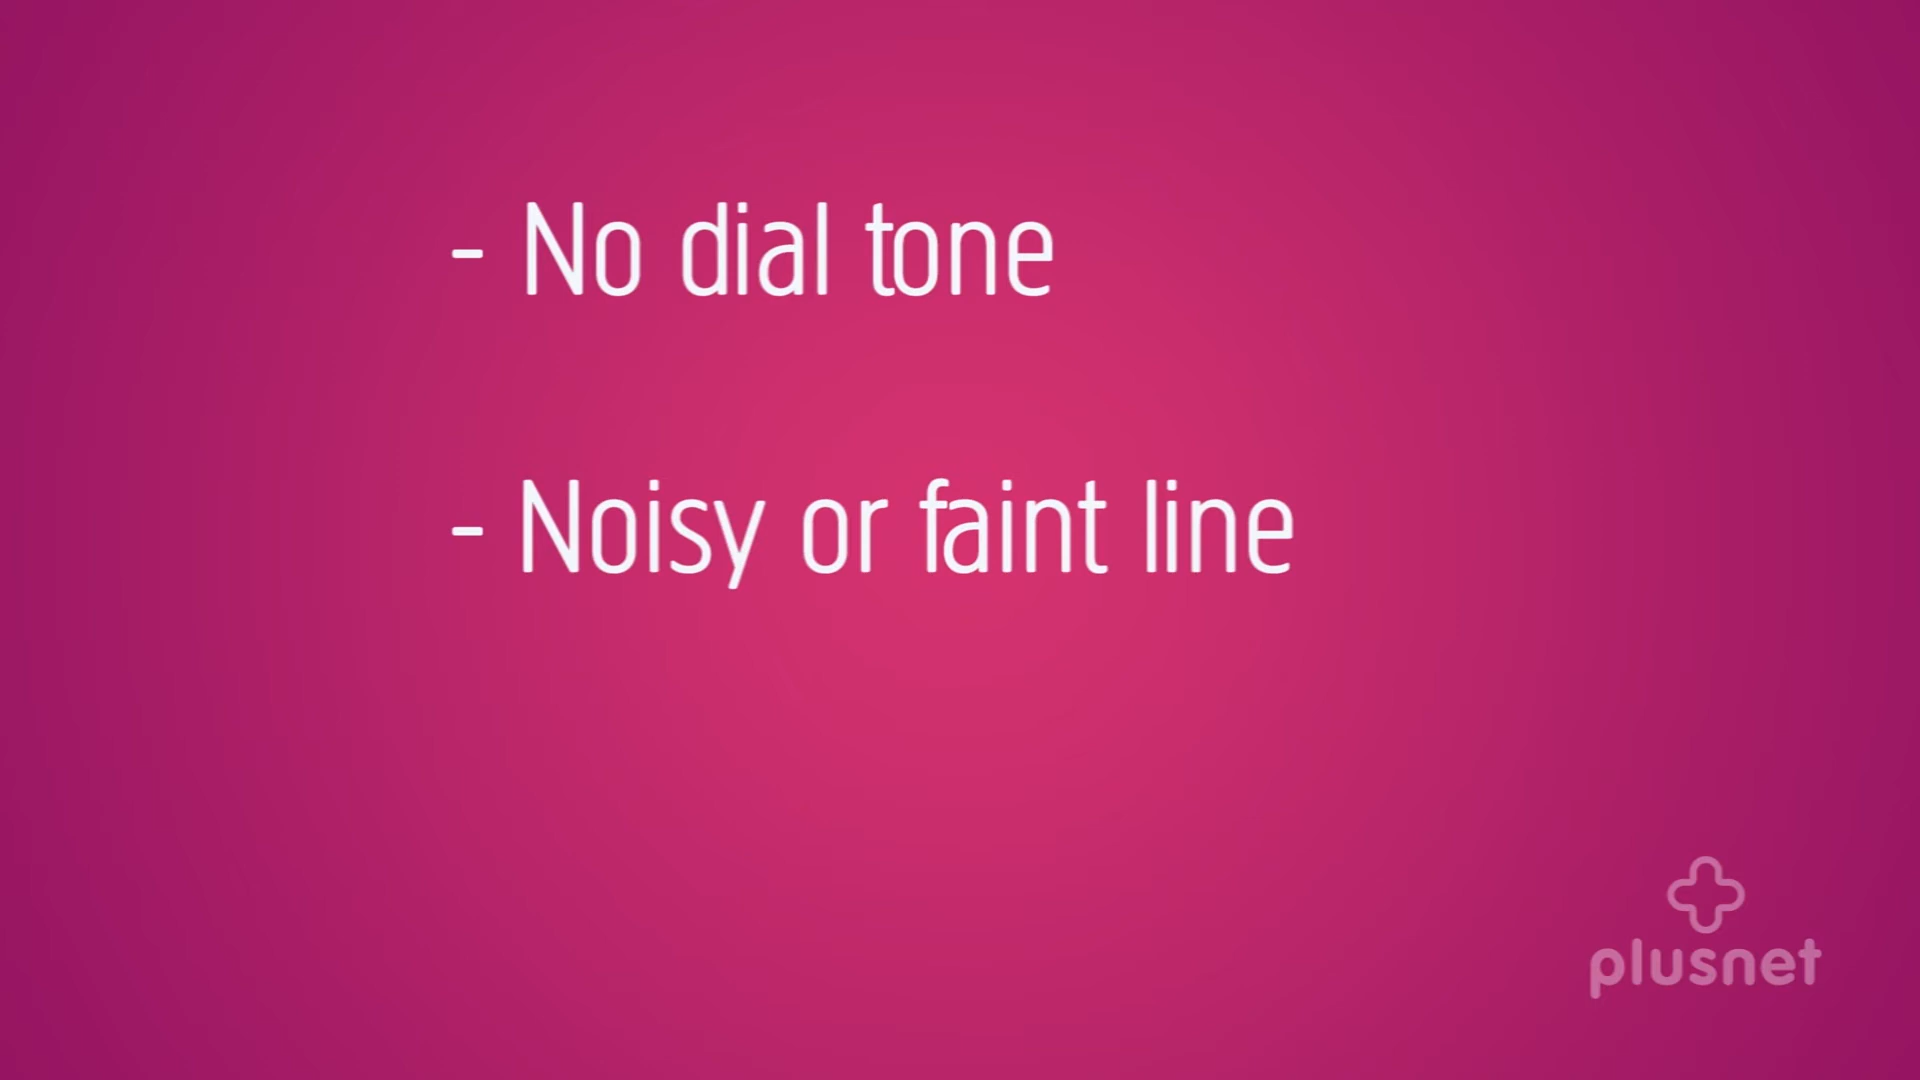 - No dial tone
- Noisy or faint line
plusnet